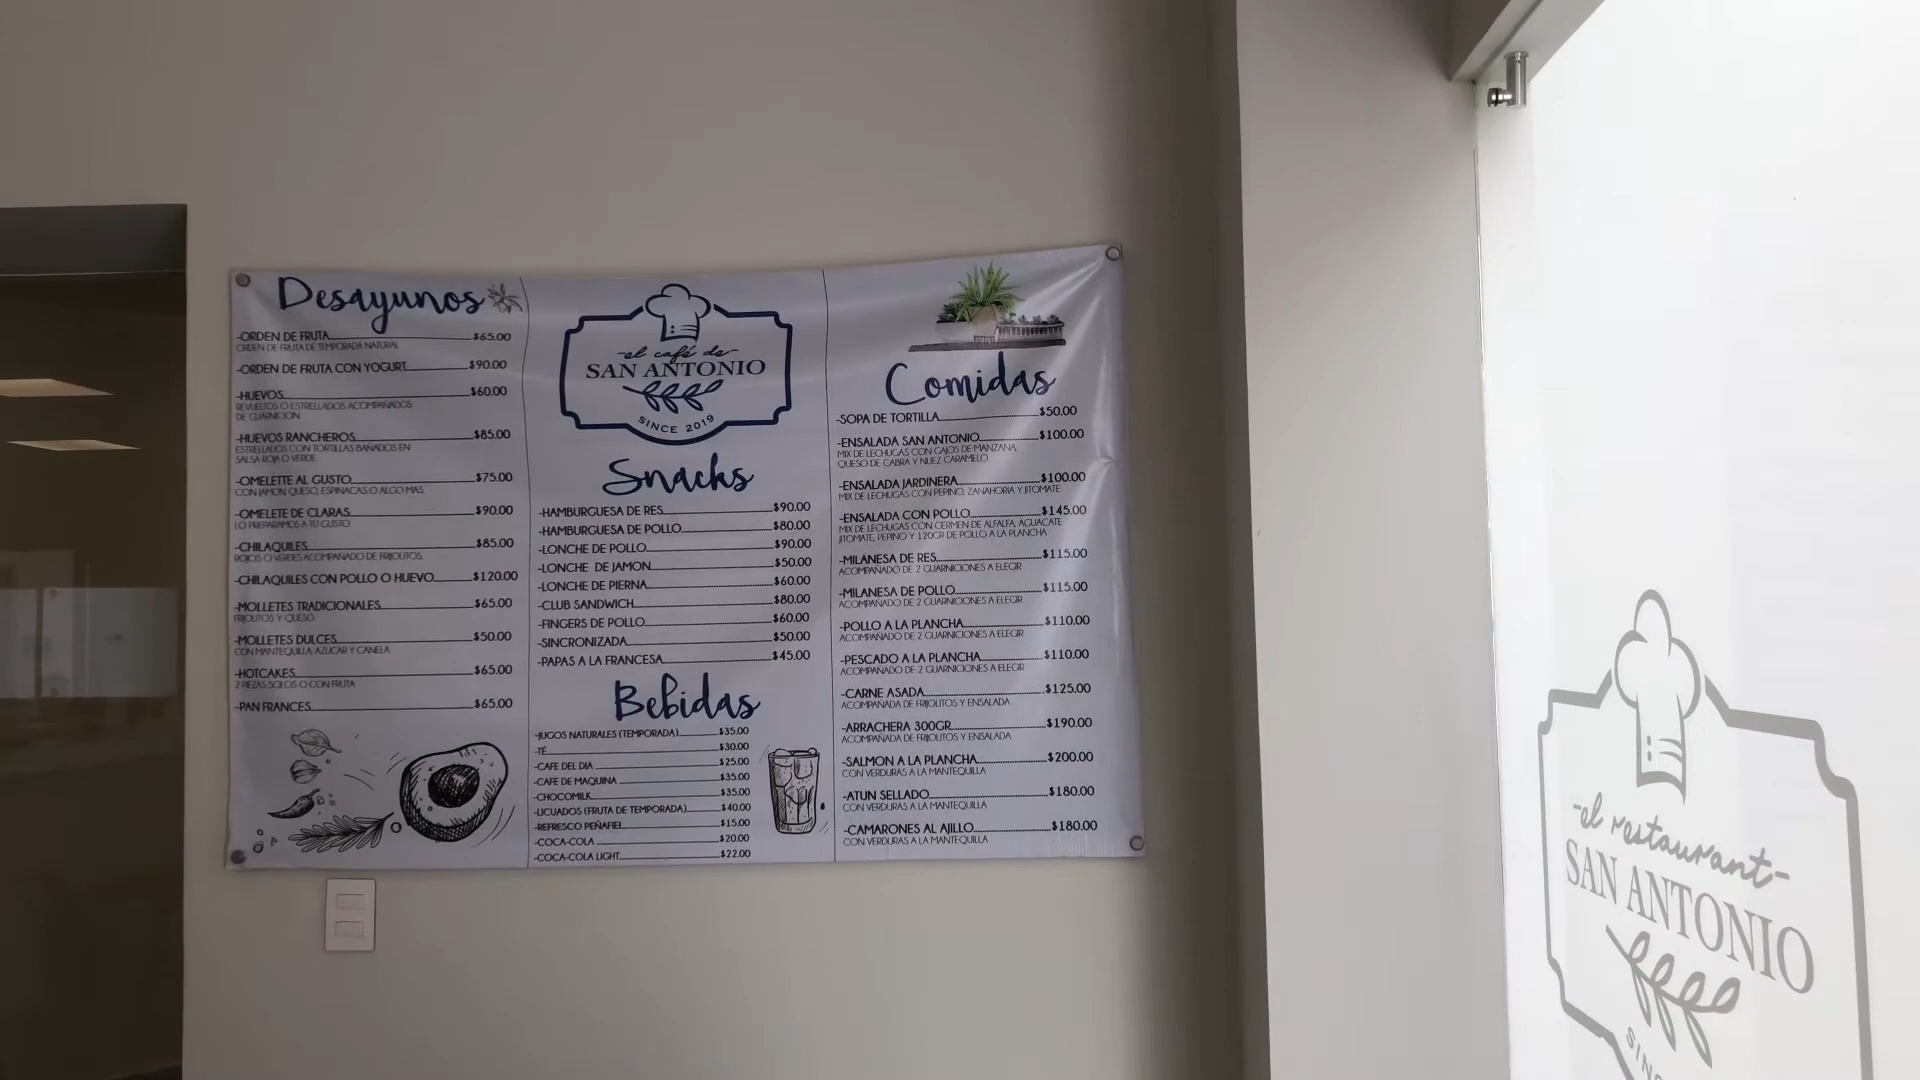 Desayunos
-ORDEN DE FRUTA $65.00
ORDEN DE FRUTA DE TEMPORADA NATURAL
-ORDEN DE FRUTA CON YOGURT $90.00
-HUEVOS $60.00
REVUELTOS O ESTRELLADOS ACOMPAÑADOS
DE GUARNICION
-HUEVOS RANCHEROS $85.00
ESTRELLADOS CON TORTILLAS BAÑADOS EN
SALSA ROJA O VERDE
-OMELETTE AL GUSTO $75.00
CON JAMON, QUESO, ESPINACAS O ALGO MAS.
-OMELETE DE CLARAS $90.00
LO PREPARAMOS A TU GUSTO
-CHILAQUILES $85.00
ROJOS O VERDES ACOMPAÑADO DE FRIJOLITOS.
-CHILAQUILES CON POLLO O HUEVO $120.00
-MOLLETES TRADICIONALES $65.00
FRIJOLITOS Y QUESO
-MOLLETES DULCES $50.00
CON MANTEQUILLA, AZUCAR Y CANELA
-HOTCAKES $65.00
2 PIEZAS SOLOS O CON FRUTA
-PAN FRANCES $65.00
-el café de-
SAN ANTONIO
SINCE 2019
Snacks
-HAMBURGUESA DE RES $90.00
-HAMBURGUESA DE POLLO $80.00
-LONCHE DE POLLO $90.00
-LONCHE DE JAMON $50.00
-LONCHE DE PIERNA $60.00
-CLUB SANDWICH $80.00
-FINGERS DE POLLO $60.00
-SINCRONIZADA $50.00
-PAPAS A LA FRANCESA $45.00
Bebidas
-JUGOS NATURALES (TEMPORADA) $35.00
-TÉ $30.00
-CAFE DEL DIA $25.00
-CAFE DE MAQUINA $35.00
-CHOCOMILK $35.00
-LICUADOS (FRUTA DE TEMPORADA) $40.00
-REFRESCO PEÑAFIEL $15.00
-COCA-COLA $20.00
-COCA-COLA LIGHT $22.00
Comidas
-SOPA DE TORTILLA $50.00
-ENSALADA SAN ANTONIO $100.00
MIX DE LECHUGAS CON GAJOS DE MANZANA,
QUESO DE CABRA Y NUEZ CARAMELO
-ENSALADA JARDINERA $100.00
MIX DE LECHUGAS CON PEPINO, ZANAHORIA Y JITOMATE
-ENSALADA CON POLLO $145.00
MIX DE LECHUGAS CON GERMEN DE ALFALFA, AGUACATE
JITOMATE, PEPINO Y 120GR DE POLLO A LA PLANCHA
-MILANESA DE RES $115.00
ACOMPAÑADO DE 2 GUARNICIONES A ELEGIR
-MILANESA DE POLLO $115.00
ACOMPAÑADO DE 2 GUARNICIONES A ELEGIR
-POLLO A LA PLANCHA $110.00
ACOMPAÑADO DE 2 GUARNICIONES A ELEGIR
-PESCADO A LA PLANCHA $110.00
ACOMPAÑADO DE 2 GUARNICIONES A ELEGIR
-CARNE ASADA $125.00
ACOMPAÑADA DE FRIJOLITOS Y ENSALADA
-ARRACHERA 300GR $190.00
ACOMPAÑADA DE FRIJOLITOS Y ENSALADA
-SALMON A LA PLANCHA $200.00
CON VERDURAS A LA MANTEQUILLA
-ATUN SELLADO $180.00
CON VERDURAS A LA MANTEQUILLA
-CAMARONES AL AJILLO $180.00
CON VERDURAS A LA MANTEQUILLA
-el restaurant-
SAN ANTONIO